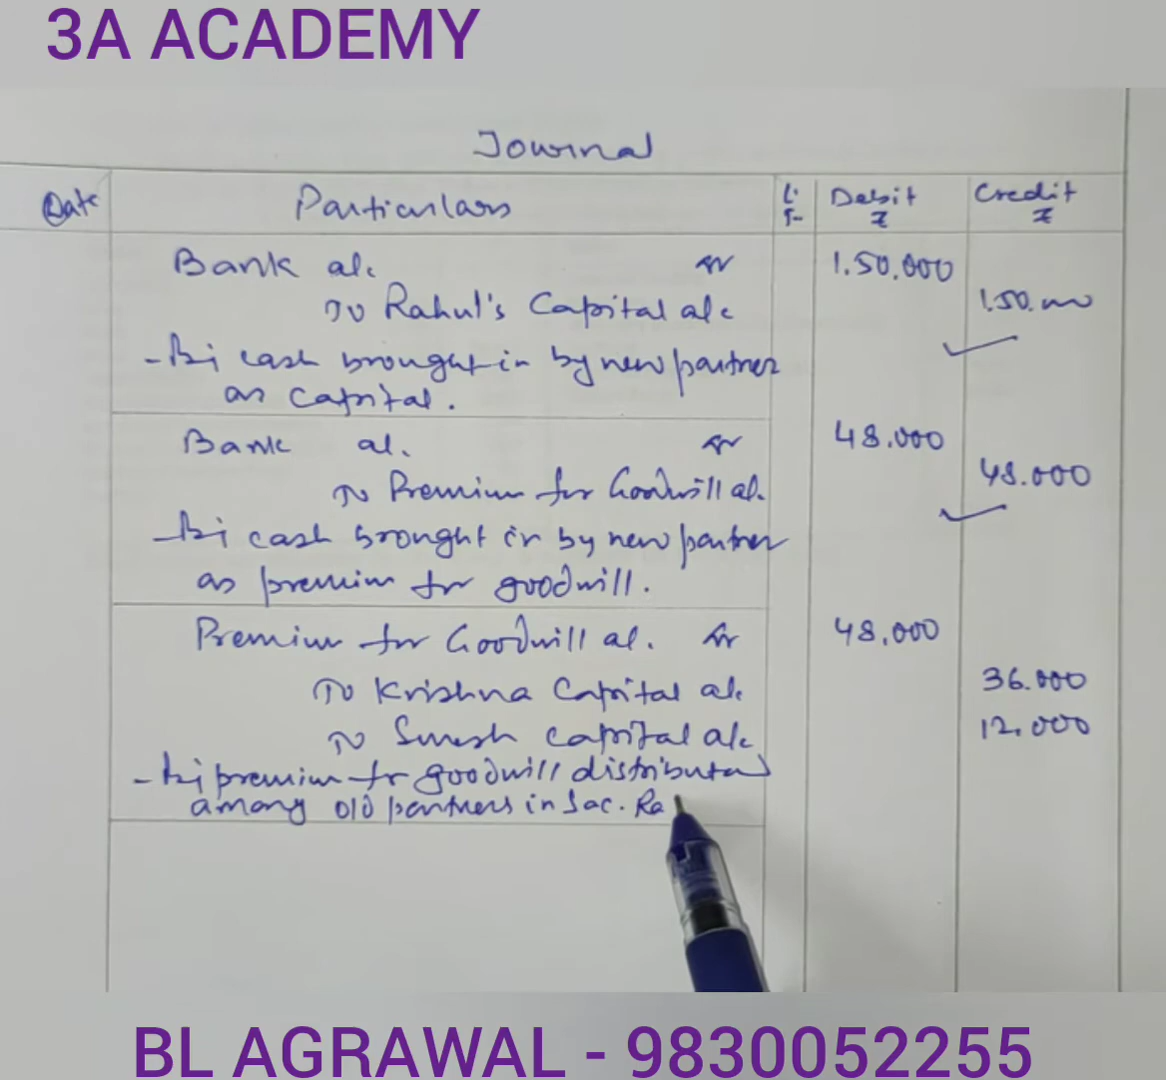 3A ACADEMY
Journal
Date Particulars L. F. Debit ₹ Credit ₹
Bank a/c Dr 1.50.000
To Rahul's Capital a/c 1.50.000
- Bei cash brought in by new partner
as capital.
Bank a/c Dr 48.000
To Premium for Goodwill a/c. 48.000
- Bei cash brought in by new partner
as premium for goodwill.
Premium for Goodwill a/c. Dr 48.000
To Krishna Capital a/c 36.000
To Suresh capital a/c 12.000
- Bei premium for goodwill distributed
among old partners in Sac. Ra
BL AGRAWAL - 9830052255